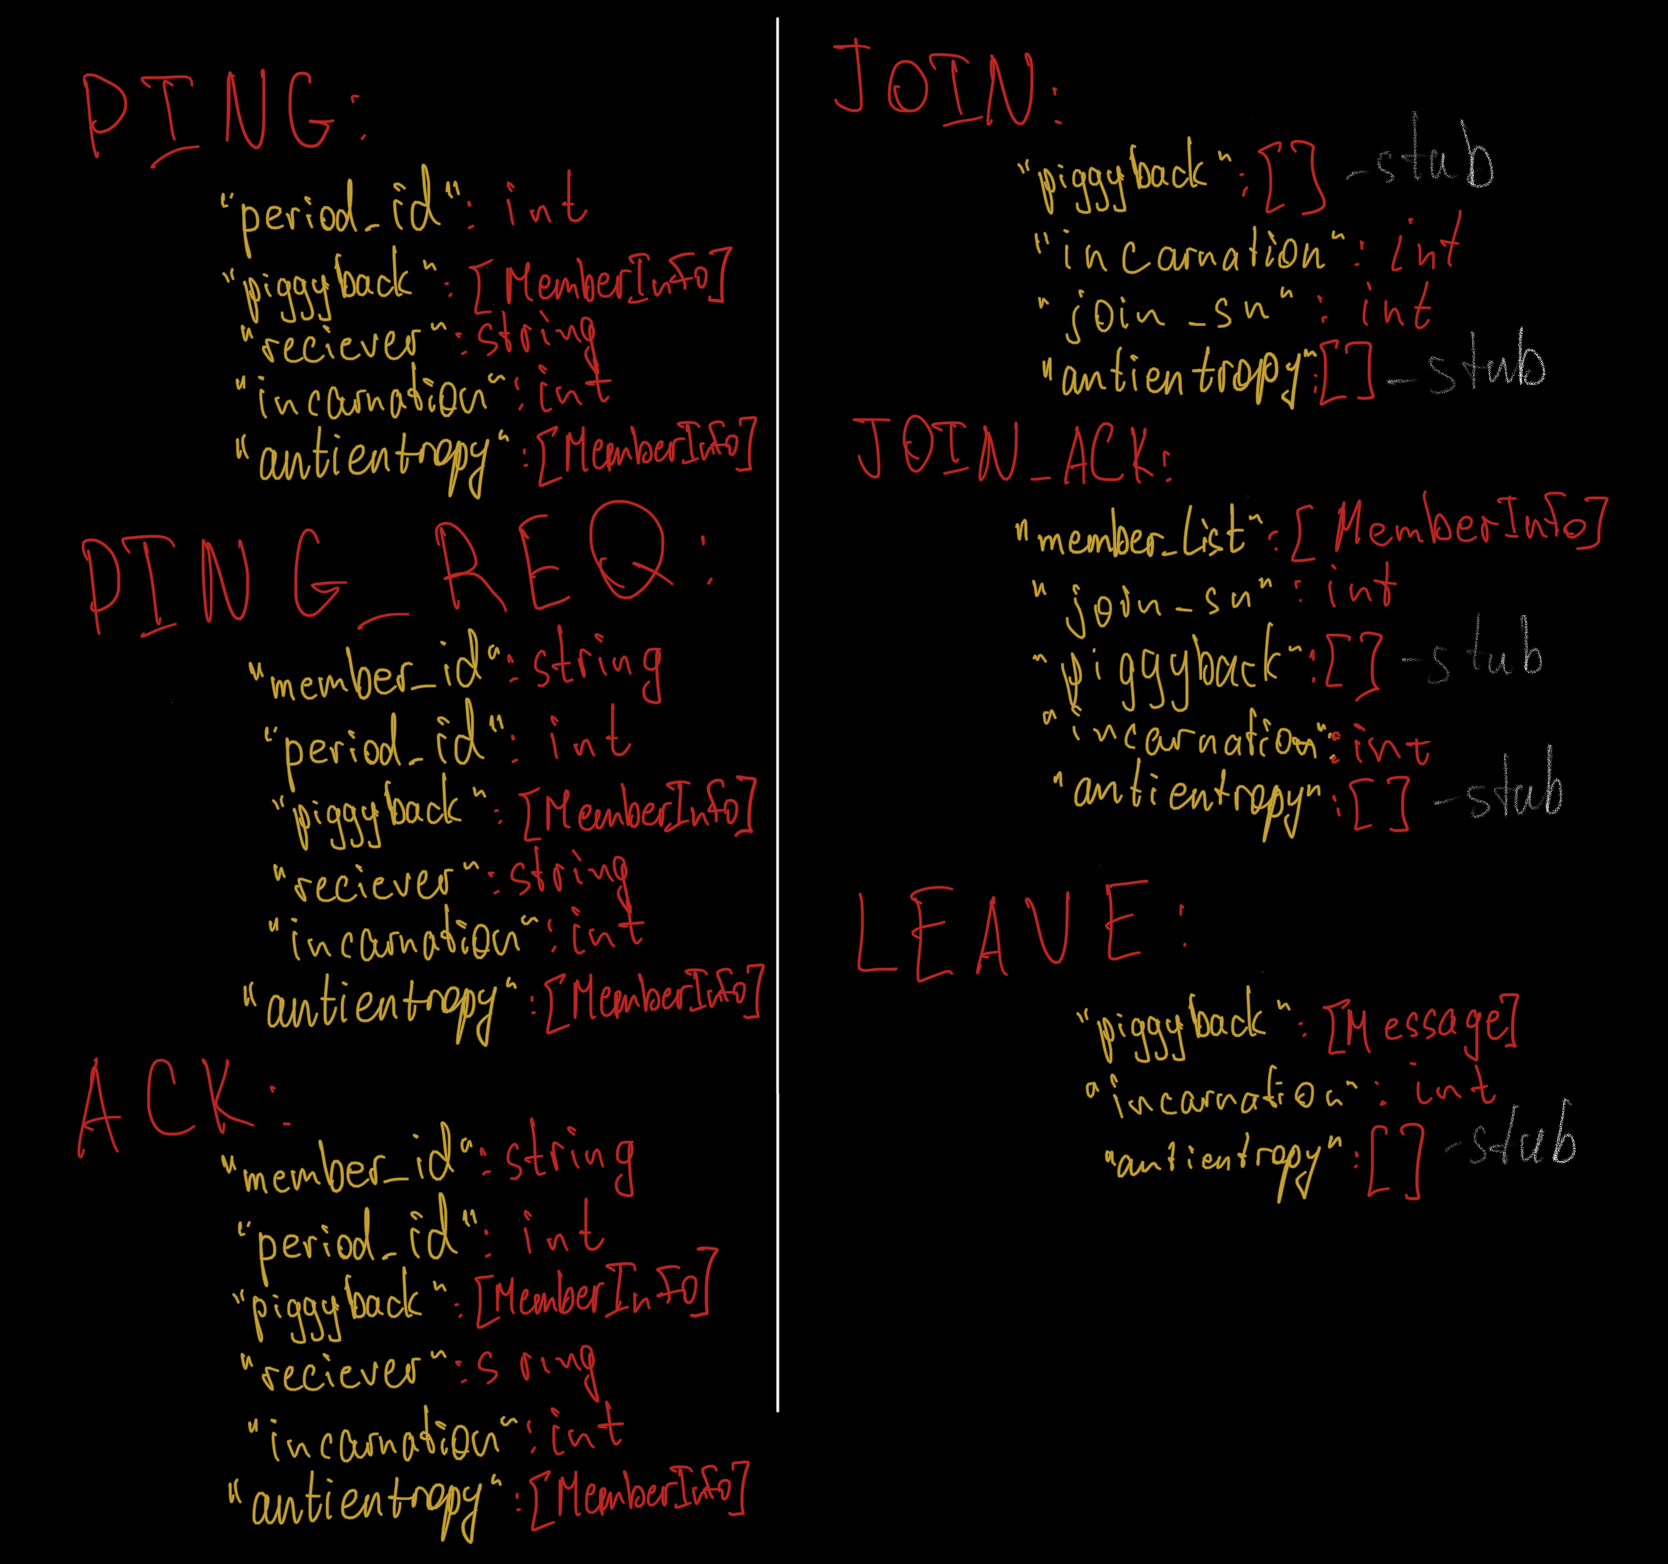 PING:
"period_id": int
"piggyback": [MemberInfo]
"reciever": string
"incarnation": int
"antientropy": [MemberInfo]
PING_REQ:
"member_id": string
"period_id": int
"piggyback": [MemberInfo]
"reciever": string
"incarnation": int
"antientropy": [MemberInfo]
ACK:
"member_id": string
"period_id": int
"piggyback": [MemberInfo]
"reciever": s ring
"incarnation": int
"antientropy": [MemberInfo]
JOIN:
"piggyback": [] -stub
"incarnation": int
"join_sn": int
"antientropy": [] -stub
JOIN_ACK:
"member_list": [MemberInfo]
"join_sn": int
"piggyback": [] -stub
"incarnation": int
"antientropy": [] -stub
LEAVE:
"piggyback": [Message]
"incarnation": int
"antientropy": [] -stub